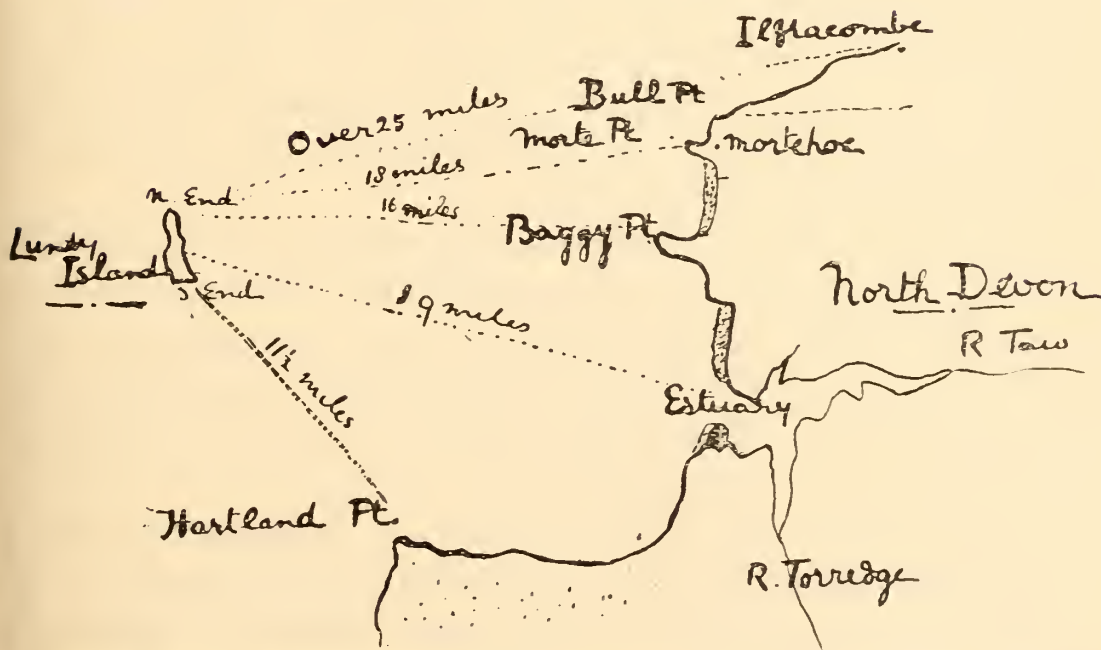 Ilfracombe
Bull Pt
Over 25 miles
Morte Pt
Mortehoe
18 miles
N End
16 miles
Baggy Pt
Lundy
Island
S End
North Devon
19 miles
R Taw
11½ miles
Estuary
Hartland Pt.
R. Torredge